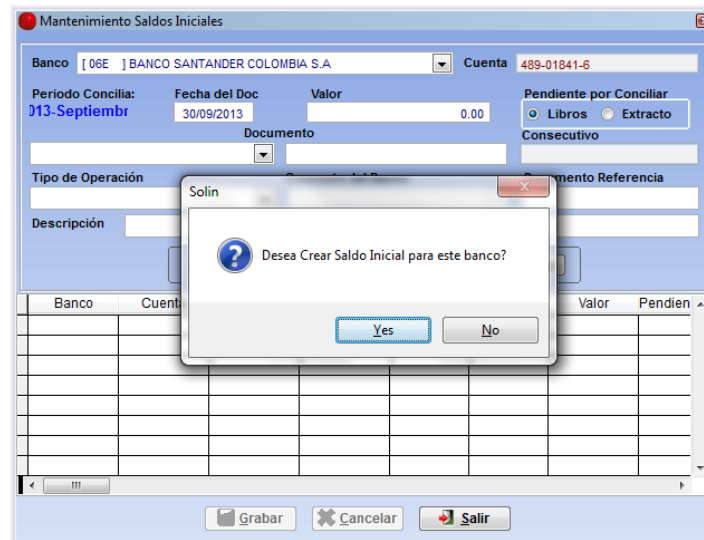 Mantenimiento Saldos Iniciales
Banco [ 06E ] BANCO SANTANDER COLOMBIA S.A Cuenta 489-01841-6
Periodo Concilia: Fecha del Doc Valor Pendiente por Conciliar
013-Septiembr 30/09/2013 0.00 Libros Extracto
Documento Consecutivo
Tipo de Operación Documento Referencia
Solin
Descripción
Desea Crear Saldo Inicial para este banco?
Yes No
Banco Cuent Valor Pendien
Grabar Cancelar Salir